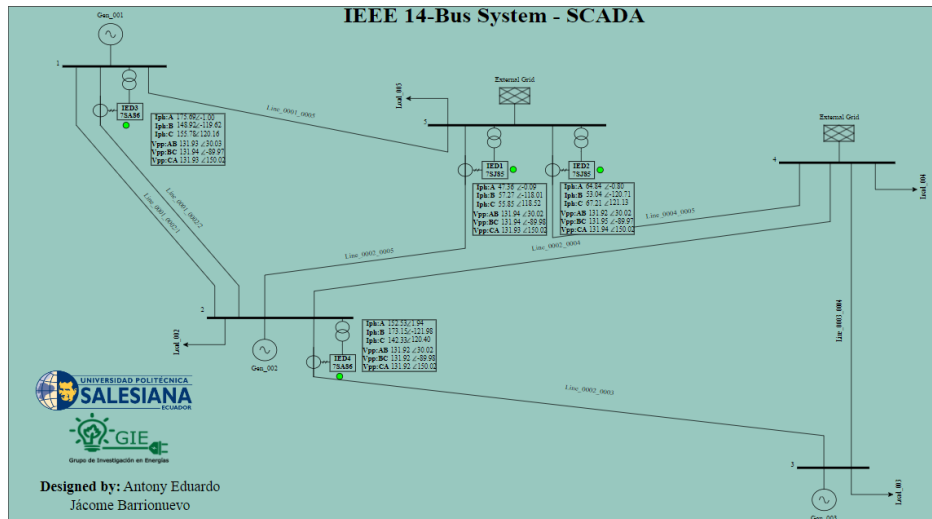 IEEE 14-Bus System - SCADA
Gen_001
1
IED3
7SA86
Iph:A 175.69∠-1.00
Iph:B 148.92∠-119.62
Iph:C 155.78∠120.16
Vpp:AB 131.93 ∠30.03
Vpp:BC 131.94 ∠-89.97
Vpp:CA 131.93 ∠150.02
Line_0001_0005
Line_0001_0002/1
Line_0001_0002/2
Load_005
External Grid
5
IED1
7SJ85
Iph:A 47.36 ∠-0.09
Iph:B 57.27 ∠-118.01
Iph:C 55.85 ∠118.52
Vpp:AB 131.94 ∠30.02
Vpp:BC 131.94 ∠-89.98
Vpp:CA 131.93 ∠150.02
IED2
7SJ85
Iph:A 64.84 ∠-0.80
Iph:B 53.04 ∠-120.71
Iph:C 67.21 ∠121.13
Vpp:AB 131.92 ∠30.02
Vpp:BC 131.95 ∠-89.97
Vpp:CA 131.94 ∠150.02
External Grid
4
Load_004
Line_0004_0005
Line_0002_0004
Line_0002_0005
Line_0003_0004
2
Load_002
Gen_002
IED4
7SA86
Iph:A 152.53∠1.94
Iph:B 173.15∠-121.98
Iph:C 142.33∠120.40
Vpp:AB 131.92 ∠30.02
Vpp:BC 131.92 ∠-89.98
Vpp:CA 131.92 ∠150.02
Line_0002_0003
3
Load_003
Gen_003
UNIVERSIDAD POLITÉCNICA
SALESIANA
ECUADOR
GIE
Grupo de Investigación en Energías
Designed by: Antony Eduardo
Jácome Barrionuevo